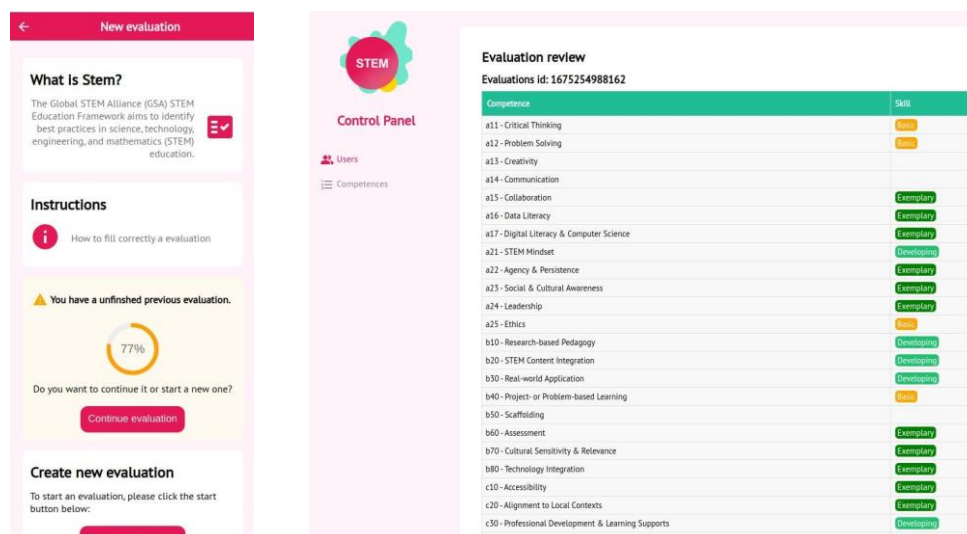 New evaluation
What is Stem?
The Global STEM Alliance (GSA) STEM
Education Framework aims to identify
best practices in science, technology,
engineering, and mathematics (STEM)
education.
Instructions
How to fill correctly a evaluation
You have a unfinshed previous evaluation.
77%
Do you want to continue it or start a new one?
Continue evaluation
Create new evaluation
To start an evaluation, please click the start
button below:
STEM
Control Panel
Users
Competences
Evaluation review
Evaluations id: 1675254988162
Competence Skill
a11 - Critical Thinking Basic
a12 - Problem Solving Basic
a13 - Creativity
a14 - Communication
a15 - Collaboration Exemplary
a16 - Data Literacy Exemplary
a17 - Digital Literacy & Computer Science Exemplary
a21 - STEM Mindset Developing
a22 - Agency & Persistence Exemplary
a23 - Social & Cultural Awareness Exemplary
a24 - Leadership Exemplary
a25 - Ethics Basic
b10 - Research-based Pedagogy Developing
b20 - STEM Content Integration Developing
b30 - Real-world Application Developing
b40 - Project- or Problem-based Learning Basic
b50 - Scaffolding
b60 - Assessment Exemplary
b70 - Cultural Sensitivity & Relevance Exemplary
b80 - Technology Integration Exemplary
c10 - Accessibility Exemplary
c20 - Alignment to Local Contexts Exemplary
c30 - Professional Development & Learning Supports Developing